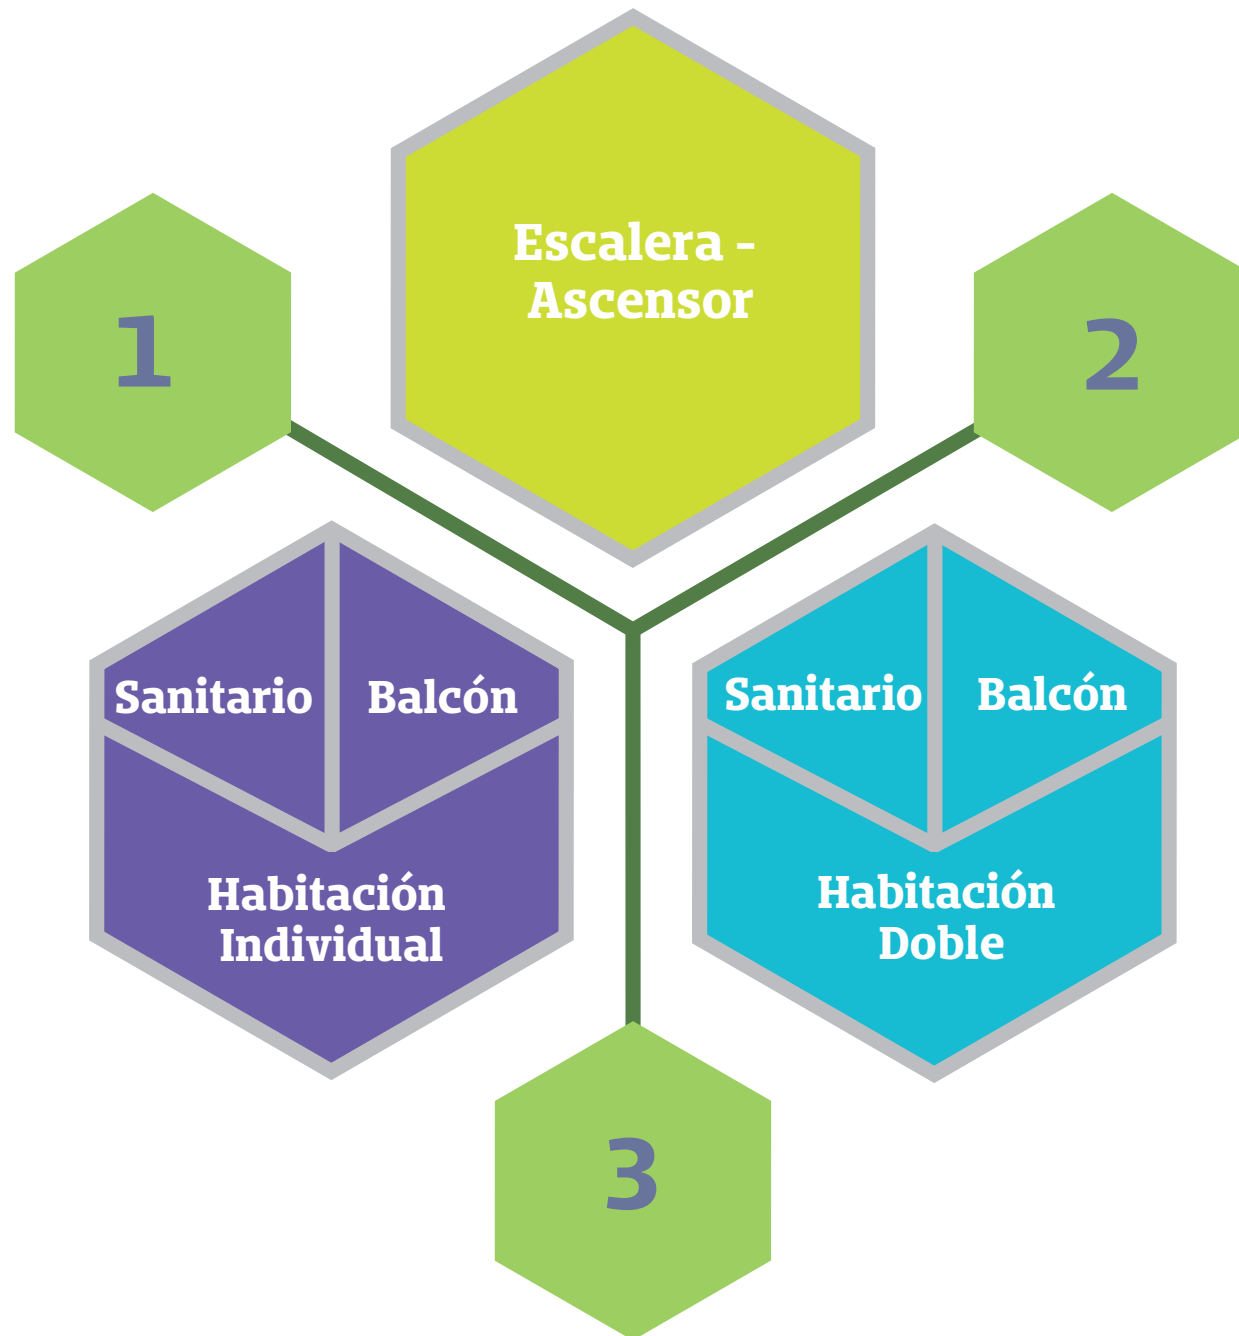 Escalera -
Ascensor
1
2
Sanitario
Balcón
Habitación
Individual
Sanitario
Balcón
Habitación
Doble
3